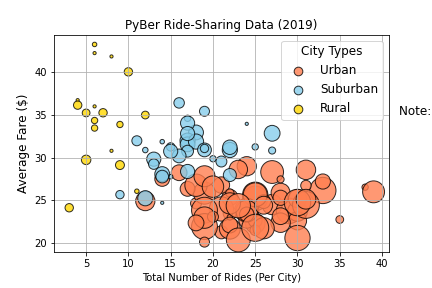 PyBer Ride-Sharing Data (2019)
Average Fare ($)
40
35
30
25
20
City Types
Urban
Suburban
Rural
Note:
5 10 15 20 25 30 35 40
Total Number of Rides (Per City)